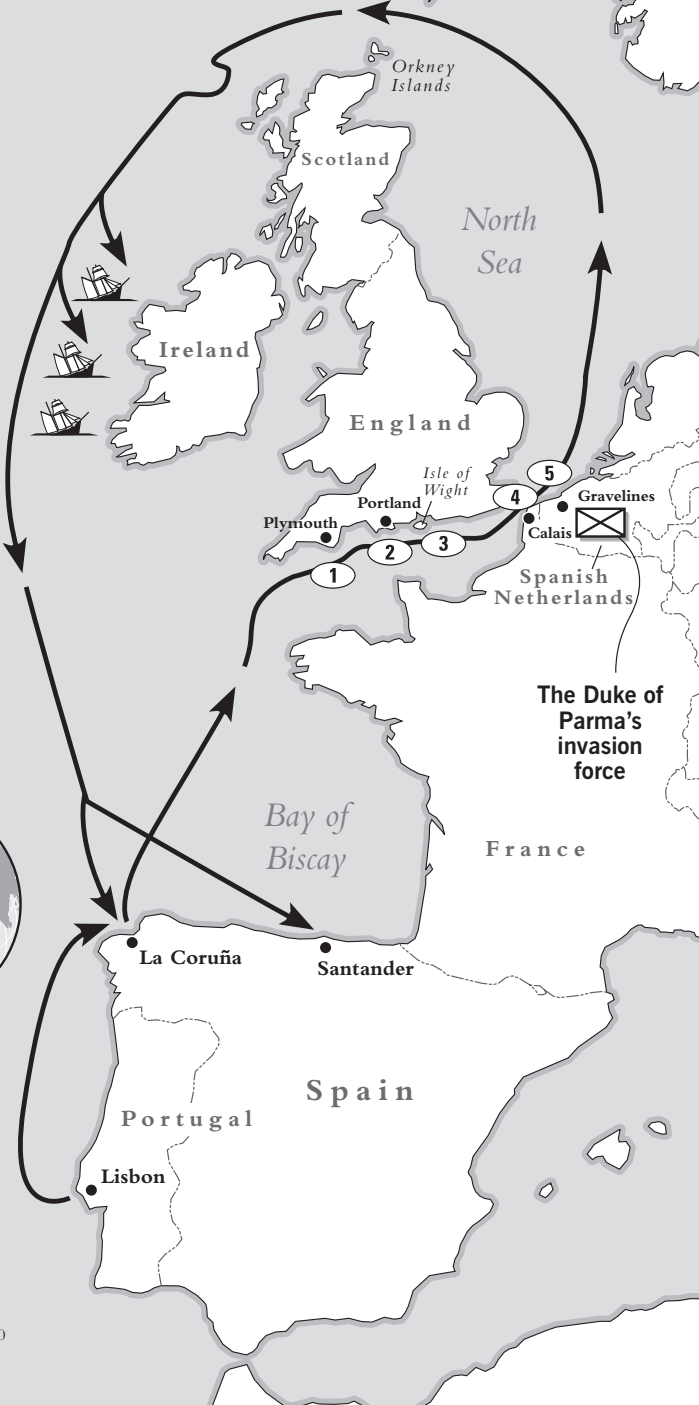 Orkney
Islands
Scotland
North
Sea
Ireland
England
Isle of
Wight
Portland
Plymouth
5
4
Gravelines
Calais
3
2
1
Spanish
Netherlands
The Duke of
Parma’s
invasion
force
Bay of
Biscay
France
La Coruña
Santander
Spain
Portugal
Lisbon
0